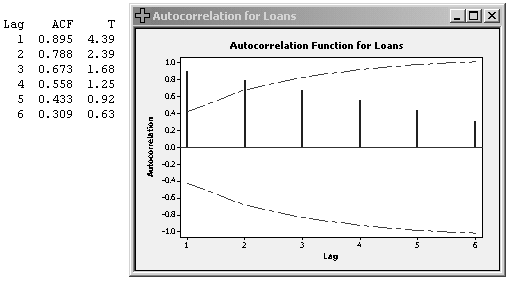 Lag ACF T
1 0.895 4.39
2 0.788 2.39
3 0.673 1.68
4 0.558 1.25
5 0.433 0.92
6 0.309 0.63
Autocorrelation for Loans
Autocorrelation Function for Loans
1.0
0.8
0.6
0.4
0.2
0.0
-0.2
-0.4
-0.6
-0.8
-1.0
Autocorrelation
1 2 3 4 5 6
Lag